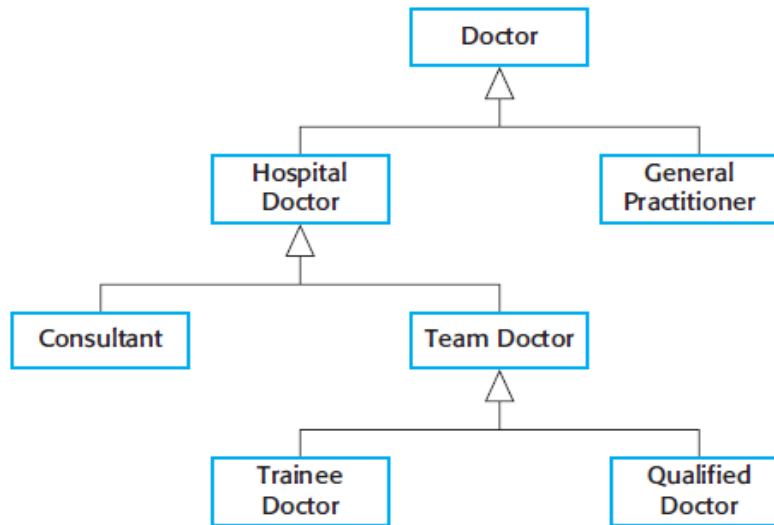 Doctor
Hospital
Doctor
General
Practitioner
Consultant
Team Doctor
Trainee
Doctor
Qualified
Doctor